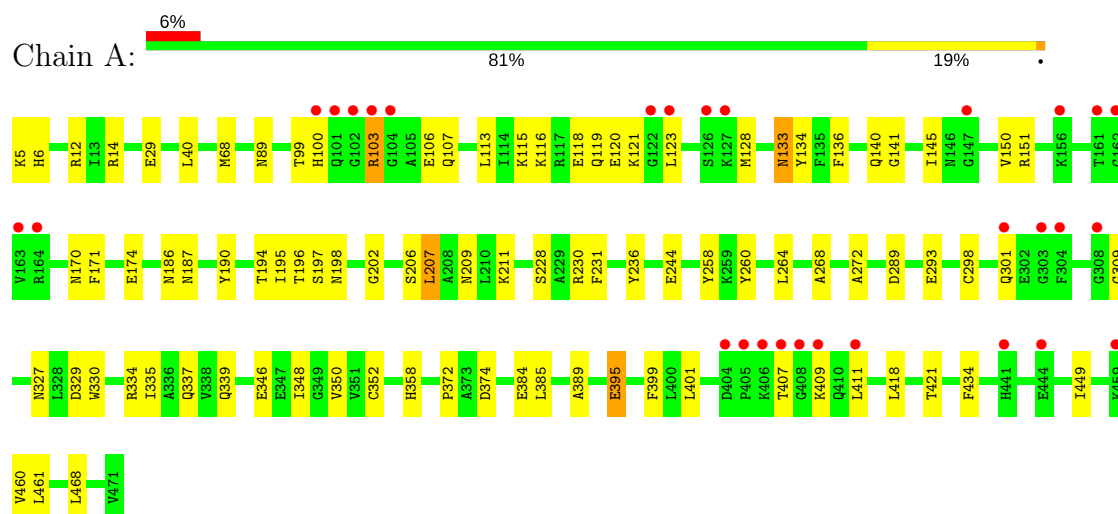 6%
Chain A:
81% 19% •
K5 H6 R12 I13 R14 E29 L40 M68 N89 T99 H100 Q101 G102 R103 G104 A105 E106 Q107 L113 I114 K115 K116 R117 E118 Q119 E120 K121 G122 L123 S126 K127 M128 N133 Y134 F135 F136 Q140 G141 I145 N146 G147 V150 R151 K156 T161
V163 R164 N170 F171 E174 N186 N187 Y190 T194 I195 T196 S197 N198 G202 S206 L207 A208 N209 L210 K211 S228 A229 R230 F231 Y236 E244 Y258 K259 Y260 L264 A268 A272 D289 E293 C298 Q301 E302 G303 F304 G308
N327 L328 D329 W330 R334 I335 A336 Q337 V338 Q339 E346 E347 I348 G349 V350 V351 C352 H358 P372 A373 D374 E384 L385 A389 E395 F399 L400 L401 D404 P405 K406 T407 G408 K409 Q410 L411 L418 T421 F434 H441 E444 I449 K459
V460 L461 L468 V471